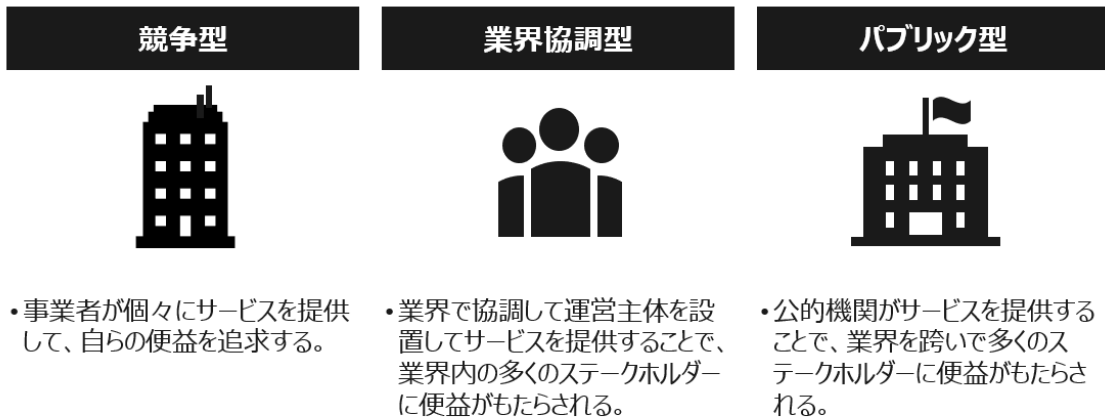 競争型
業界協調型
パブリック型
・事業者が個々にサービスを提供
して、自らの便益を追求する。
・業界で協調して運営主体を設
置してサービスを提供することで、
業界内の多くのステークホルダー
に便益がもたらされる。
・公的機関がサービスを提供する
ことで、業界を跨いで多くのス
テークホルダーに便益がもたらさ
れる。